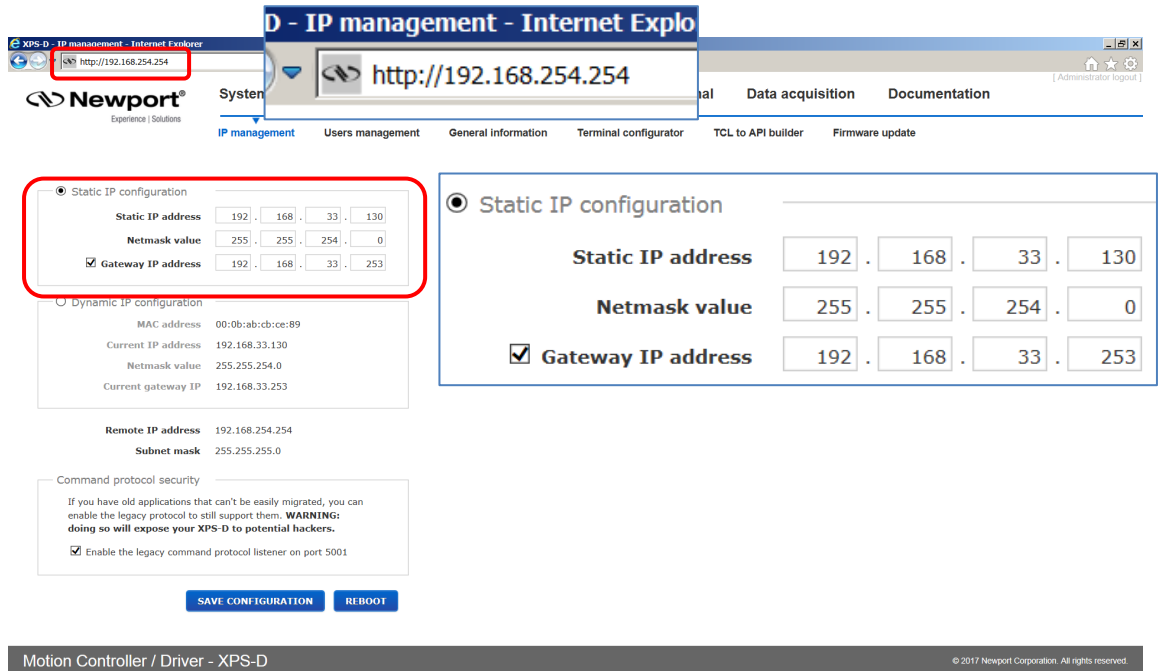 D - IP management - Internet Explo
XPS-D - IP management - Internet Explorer
http://192.168.254.254
http://192.168.254.254
[ Administrator logout ]
Newport®
Experience | Solutions
System
nal Data acquisition Documentation
IP management Users management General information Terminal configurator TCL to API builder Firmware update
Static IP configuration
Static IP address 192 . 168 . 33 . 130
Netmask value 255 . 255 . 254 . 0
Gateway IP address 192 . 168 . 33 . 253
Static IP configuration
Static IP address 192 . 168 . 33 . 130
Netmask value 255 . 255 . 254 . 0
Gateway IP address 192 . 168 . 33 . 253
Dynamic IP configuration
MAC address 00:0b:ab:cb:ce:89
Current IP address 192.168.33.130
Netmask value 255.255.254.0
Current gateway IP 192.168.33.253
Remote IP address 192.168.254.254
Subnet mask 255.255.255.0
Command protocol security
If you have old applications that can't be easily migrated, you can
enable the legacy protocol to still support them. WARNING:
doing so will expose your XPS-D to potential hackers.
Enable the legacy command protocol listener on port 5001
SAVE CONFIGURATION REBOOT
Motion Controller / Driver - XPS-D
© 2017 Newport Corporation. All rights reserved.